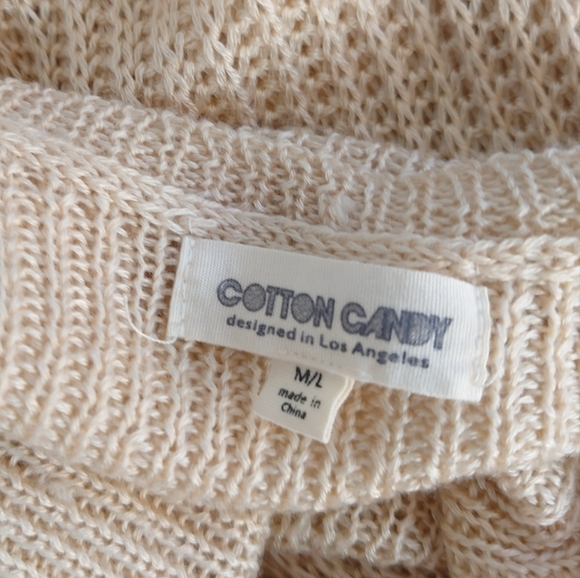 COTTON CANDY
designed in Los Angeles
M/L
made in
China